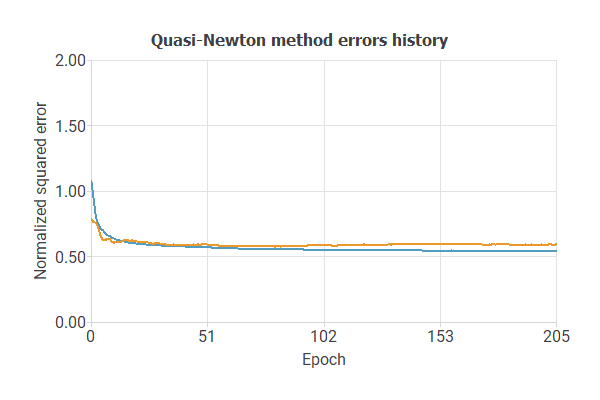 Quasi-Newton method errors history
2.00
1.50
1.00
0.50
0.00
Normalized squared error
0 51 102 153 205
Epoch